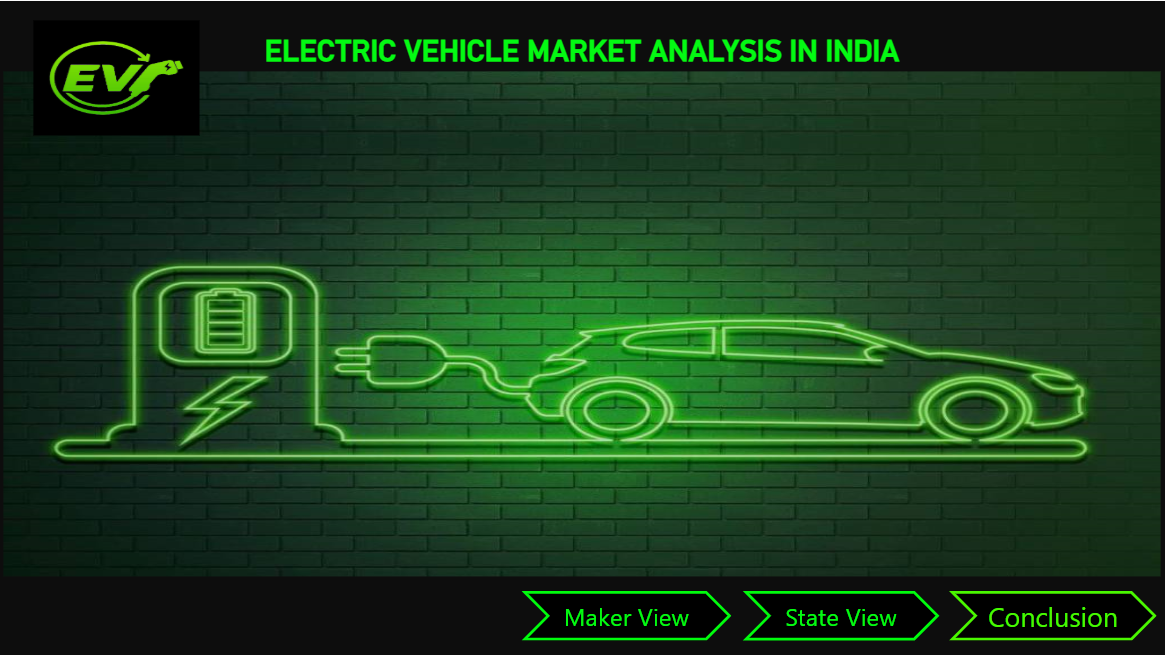 EV
ELECTRIC VEHICLE MARKET ANALYSIS IN INDIA
Maker View
State View
Conclusion